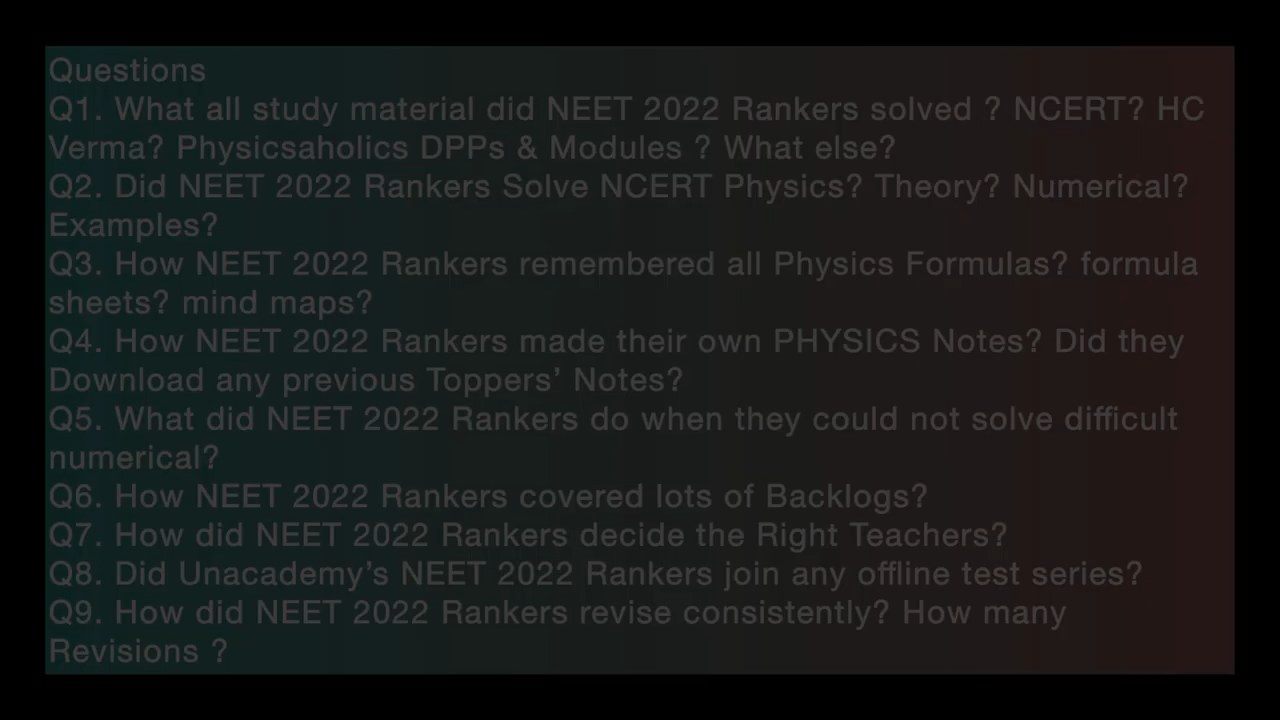 Questions
Q1. What all study material did NEET 2022 Rankers solved ? NCERT? HC
Verma? Physicsaholics DPPs & Modules ? What else?
Q2. Did NEET 2022 Rankers Solve NCERT Physics? Theory? Numerical?
Examples?
Q3. How NEET 2022 Rankers remembered all Physics Formulas? formula
sheets? mind maps?
Q4. How NEET 2022 Rankers made their own PHYSICS Notes? Did they
Download any previous Toppers’ Notes?
Q5. What did NEET 2022 Rankers do when they could not solve difficult
numerical?
Q6. How NEET 2022 Rankers covered lots of Backlogs?
Q7. How did NEET 2022 Rankers decide the Right Teachers?
Q8. Did Unacademy’s NEET 2022 Rankers join any offline test series?
Q9. How did NEET 2022 Rankers revise consistently? How many
Revisions ?